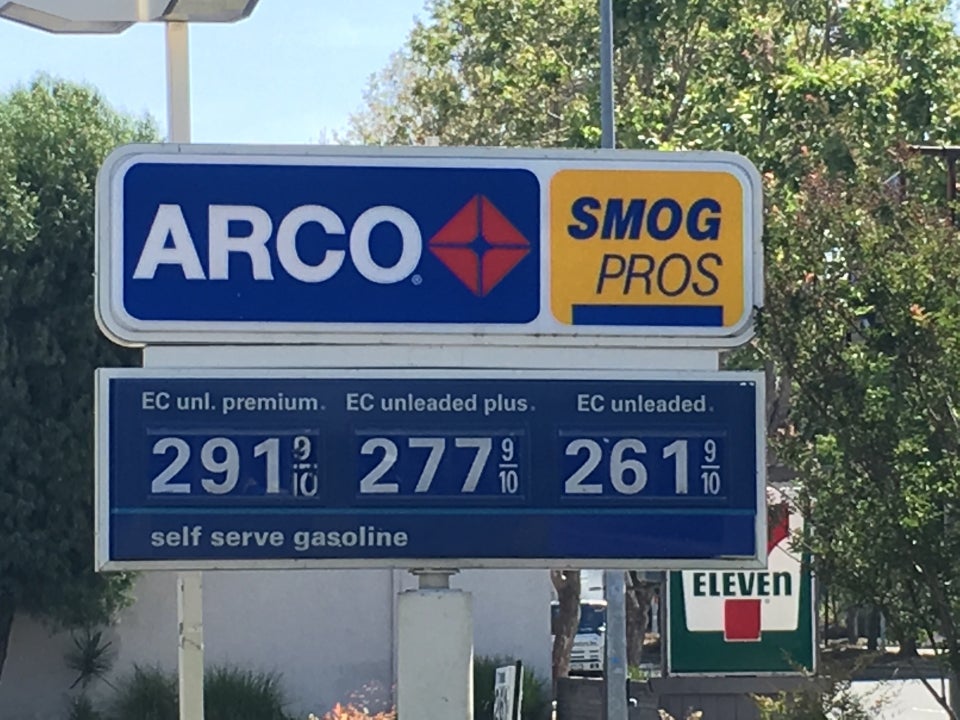 ARCO
SMOG
PROS
EC unl. premium.
EC unleaded plus.
EC unleaded.
291 9/10
277 9/10
261 9/10
self serve gasoline
ELEVEn